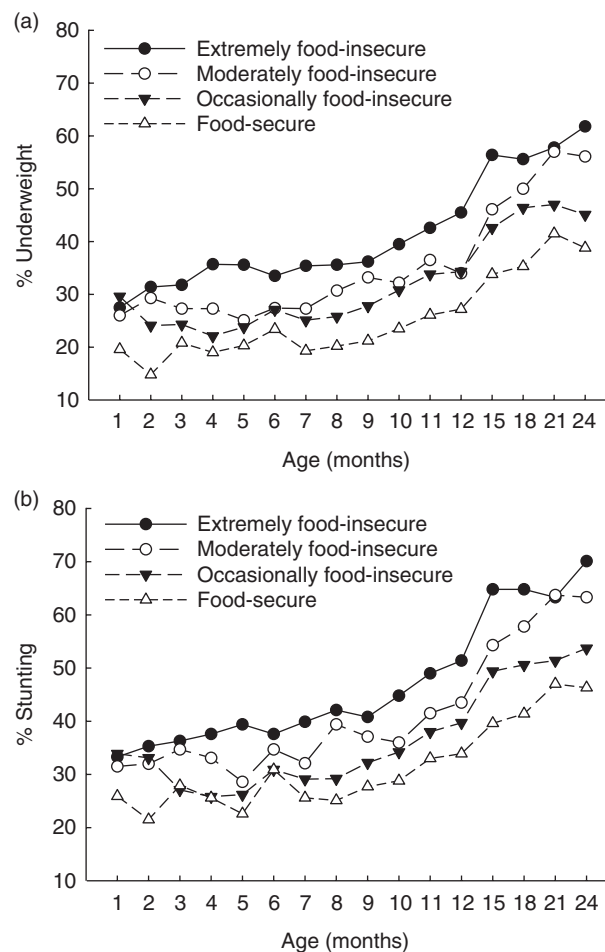 (a)
80
70
60
50
40
30
20
10
% Underweight
Extremely food-insecure
Moderately food-insecure
Occasionally food-insecure
Food-secure
1 2 3 4 5 6 7 8 9 10 11 12 15 18 21 24
Age (months)
(b)
80
70
60
50
40
30
20
10
% Stunting
Extremely food-insecure
Moderately food-insecure
Occasionally food-insecure
Food-secure
1 2 3 4 5 6 7 8 9 10 11 12 15 18 21 24
Age (months)